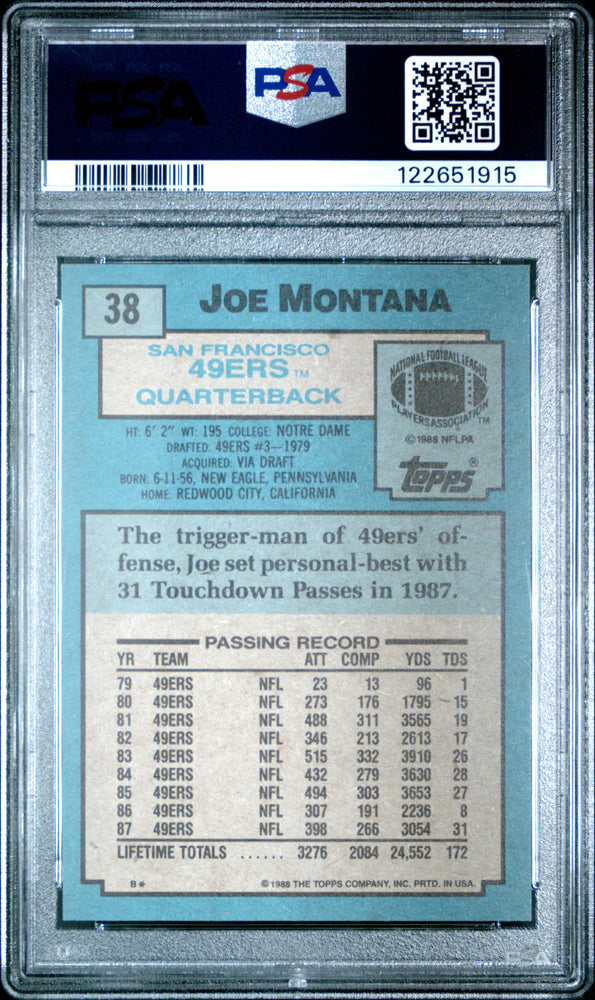 PSA
PSA
122651915
38
JOE MONTANA
SAN FRANCISCO
49ERS TM
QUARTERBACK
NATIONAL FOOTBALL LEAGUE
PLAYERS ASSOCIATION TM
© 1988 NFLPA
topps®
HT: 6' 2" WT: 195 COLLEGE: NOTRE DAME
DRAFTED: 49ERS #3—1979
ACQUIRED: VIA DRAFT
BORN: 6-11-56, NEW EAGLE, PENNSYLVANIA
HOME: REDWOOD CITY, CALIFORNIA
The trigger-man of 49ers' of-
fense, Joe set personal-best with
31 Touchdown Passes in 1987.
PASSING RECORD
YR TEAM ATT COMP YDS TDS
79 49ERS NFL 23 13 96 1
80 49ERS NFL 273 176 1795 15
81 49ERS NFL 488 311 3565 19
82 49ERS NFL 346 213 2613 17
83 49ERS NFL 515 332 3910 26
84 49ERS NFL 432 279 3630 28
85 49ERS NFL 494 303 3653 27
86 49ERS NFL 307 191 2236 8
87 49ERS NFL 398 266 3054 31
LIFETIME TOTALS ...... 3276 2084 24,552 172
B* © 1988 THE TOPPS COMPANY, INC. PRTD. IN USA.
PSA